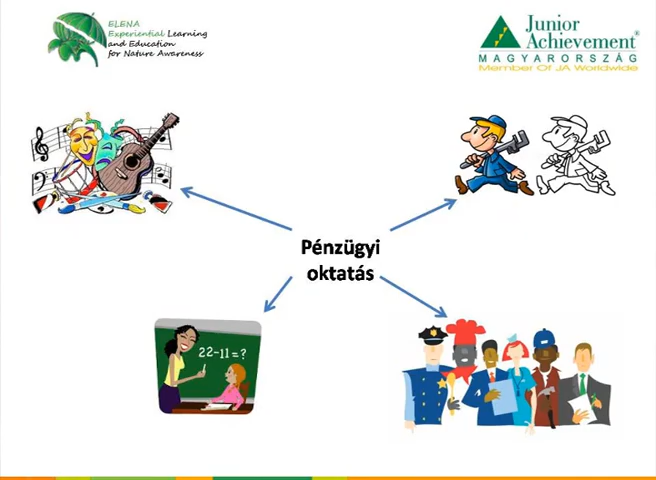 ELENA
Experiential Learning
and Education
for Nature Awareness
Junior
Achievement®
MAGYARORSZÁG
Member Of JA Worldwide
Pénzügyi
oktatás
22-11=?